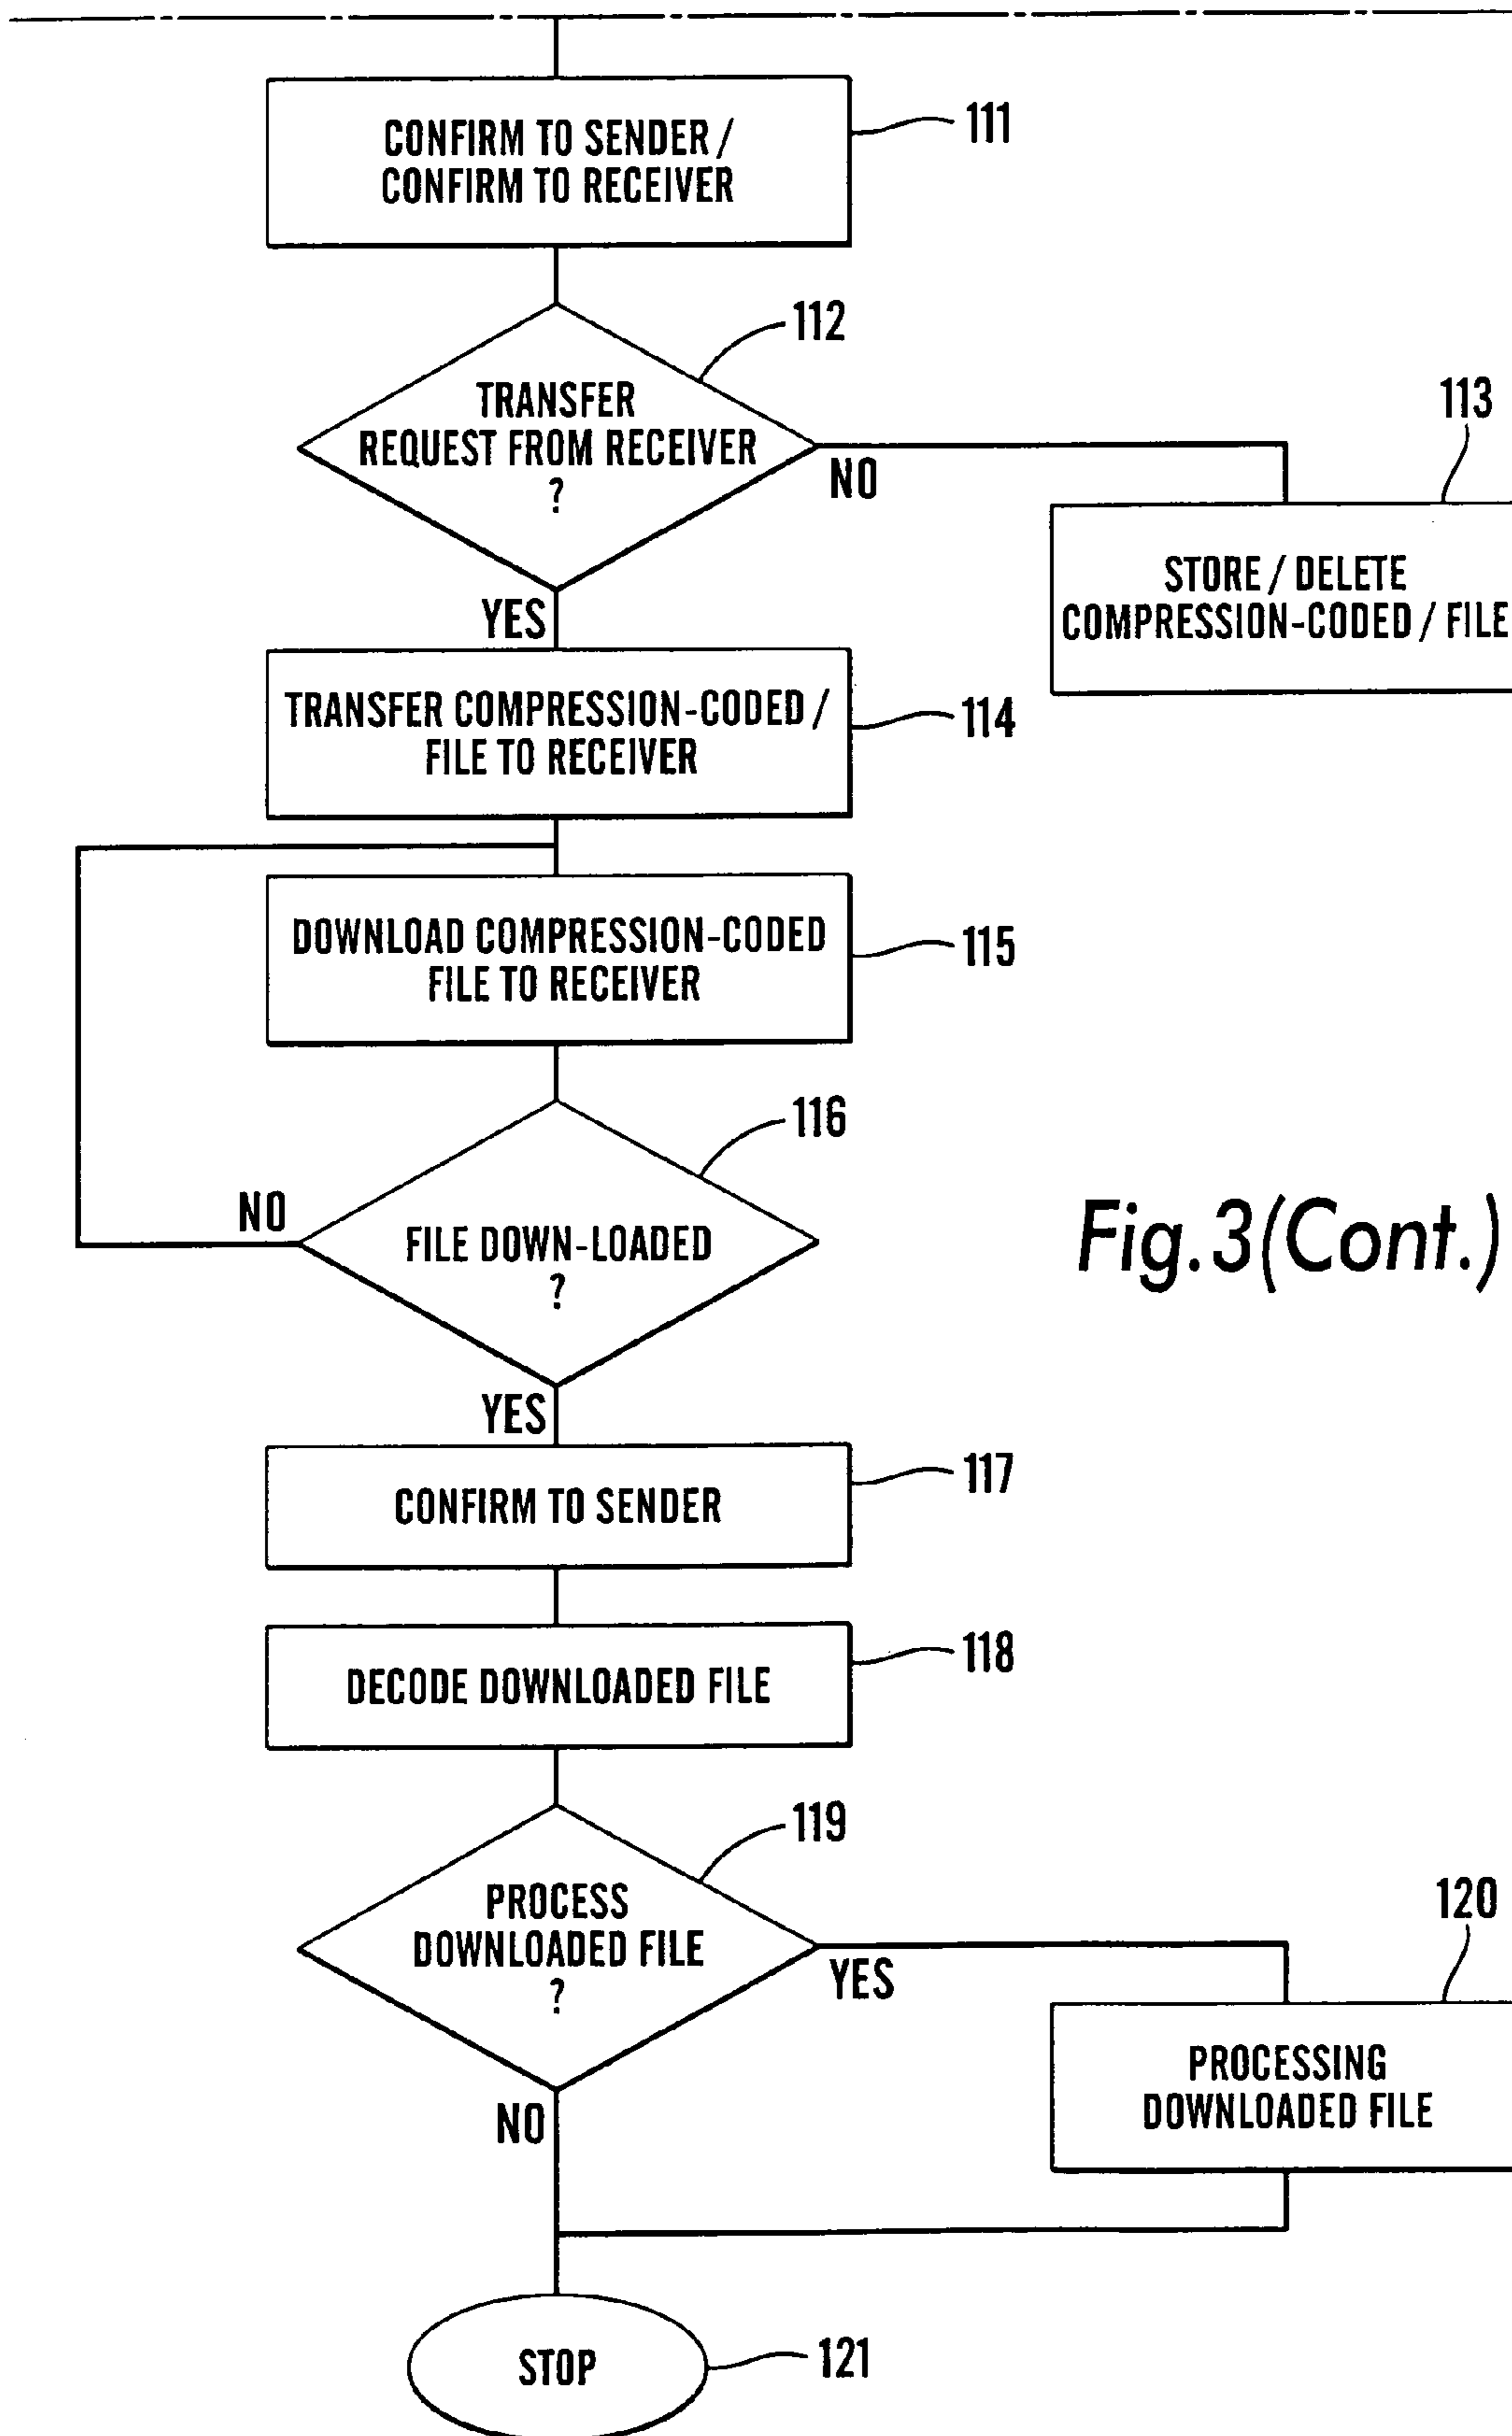 CONFIRM TO SENDER /
CONFIRM TO RECEIVER
111
TRANSFER
REQUEST FROM RECEIVER
?
112
NO
113
STORE / DELETE
COMPRESSION-CODED / FILE
YES
TRANSFER COMPRESSION-CODED /
FILE TO RECEIVER
114
DOWNLOAD COMPRESSION-CODED
FILE TO RECEIVER
115
FILE DOWN-LOADED
?
116
NO
Fig.3(Cont.)
YES
CONFIRM TO SENDER
117
DECODE DOWNLOADED FILE
118
PROCESS
DOWNLOADED FILE
?
119
YES
120
PROCESSING
DOWNLOADED FILE
NO
STOP
121